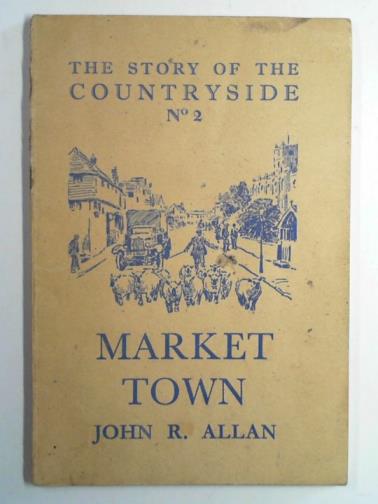 THE STORY OF THE
COUNTRYSIDE
Nº 2
MARKET
TOWN
JOHN R. ALLAN